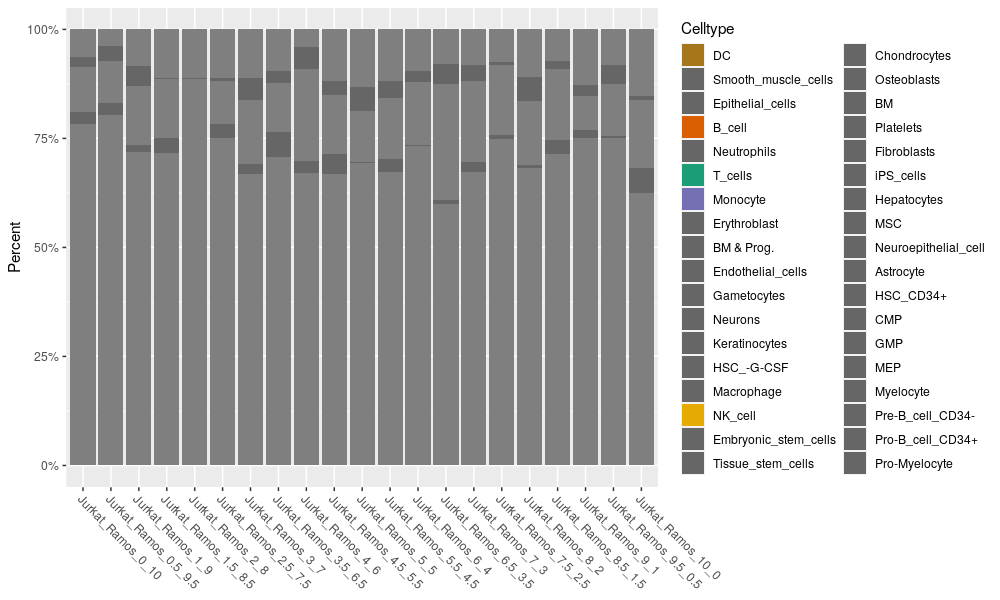 100%
75%
50%
25%
0%
Percent
Jurkat_Ramos_0_10
Jurkat_Ramos_0.5_9.5
Jurkat_Ramos_1_9
Jurkat_Ramos_1.5_8.5
Jurkat_Ramos_2_8
Jurkat_Ramos_2.5_7.5
Jurkat_Ramos_3_7
Jurkat_Ramos_3.5_6.5
Jurkat_Ramos_4_6
Jurkat_Ramos_4.5_5.5
Jurkat_Ramos_5_5
Jurkat_Ramos_5.5_4.5
Jurkat_Ramos_6_4
Jurkat_Ramos_6.5_3.5
Jurkat_Ramos_7_3
Jurkat_Ramos_7.5_2.5
Jurkat_Ramos_8_2
Jurkat_Ramos_8.5_1.5
Jurkat_Ramos_9_1
Jurkat_Ramos_9.5_0.5
Jurkat_Ramos_10_0
Celltype
DC
Smooth_muscle_cells
Epithelial_cells
B_cell
Neutrophils
T_cells
Monocyte
Erythroblast
BM & Prog.
Endothelial_cells
Gametocytes
Neurons
Keratinocytes
HSC_-G-CSF
Macrophage
NK_cell
Embryonic_stem_cells
Tissue_stem_cells
Chondrocytes
Osteoblasts
BM
Platelets
Fibroblasts
iPS_cells
Hepatocytes
MSC
Neuroepithelial_cell
Astrocyte
HSC_CD34+
CMP
GMP
MEP
Myelocyte
Pre-B_cell_CD34-
Pro-B_cell_CD34+
Pro-Myelocyte